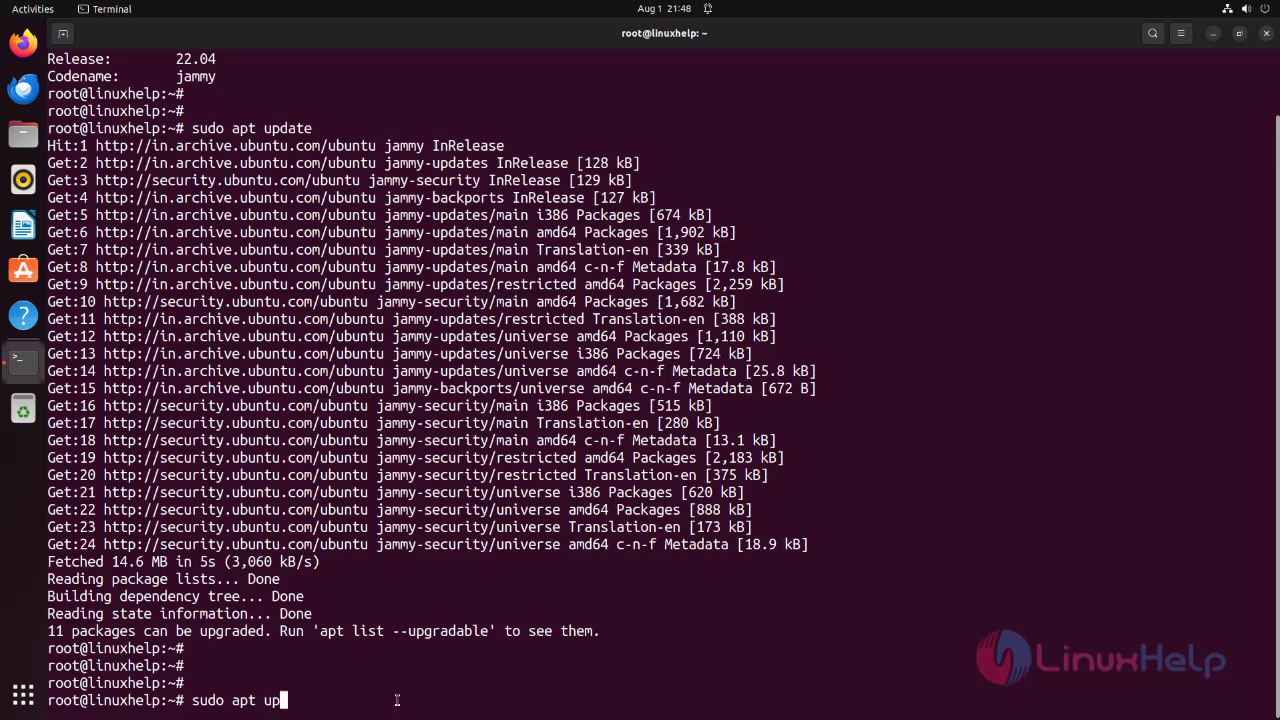 Activities
Terminal
Aug 1 21:48
root@linuxhelp: ~
Release: 22.04
Codename: jammy
root@linuxhelp:~#
root@linuxhelp:~#
root@linuxhelp:~# sudo apt update
Hit:1 http://in.archive.ubuntu.com/ubuntu jammy InRelease
Get:2 http://in.archive.ubuntu.com/ubuntu jammy-updates InRelease [128 kB]
Get:3 http://security.ubuntu.com/ubuntu jammy-security InRelease [129 kB]
Get:4 http://in.archive.ubuntu.com/ubuntu jammy-backports InRelease [127 kB]
Get:5 http://in.archive.ubuntu.com/ubuntu jammy-updates/main i386 Packages [674 kB]
Get:6 http://in.archive.ubuntu.com/ubuntu jammy-updates/main amd64 Packages [1,902 kB]
Get:7 http://in.archive.ubuntu.com/ubuntu jammy-updates/main Translation-en [339 kB]
Get:8 http://in.archive.ubuntu.com/ubuntu jammy-updates/main amd64 c-n-f Metadata [17.8 kB]
Get:9 http://in.archive.ubuntu.com/ubuntu jammy-updates/restricted amd64 Packages [2,259 kB]
Get:10 http://security.ubuntu.com/ubuntu jammy-security/main amd64 Packages [1,682 kB]
Get:11 http://in.archive.ubuntu.com/ubuntu jammy-updates/restricted Translation-en [388 kB]
Get:12 http://in.archive.ubuntu.com/ubuntu jammy-updates/universe amd64 Packages [1,110 kB]
Get:13 http://in.archive.ubuntu.com/ubuntu jammy-updates/universe i386 Packages [724 kB]
Get:14 http://in.archive.ubuntu.com/ubuntu jammy-updates/universe amd64 c-n-f Metadata [25.8 kB]
Get:15 http://in.archive.ubuntu.com/ubuntu jammy-backports/universe amd64 c-n-f Metadata [672 B]
Get:16 http://security.ubuntu.com/ubuntu jammy-security/main i386 Packages [515 kB]
Get:17 http://security.ubuntu.com/ubuntu jammy-security/main Translation-en [280 kB]
Get:18 http://security.ubuntu.com/ubuntu jammy-security/main amd64 c-n-f Metadata [13.1 kB]
Get:19 http://security.ubuntu.com/ubuntu jammy-security/restricted amd64 Packages [2,183 kB]
Get:20 http://security.ubuntu.com/ubuntu jammy-security/restricted Translation-en [375 kB]
Get:21 http://security.ubuntu.com/ubuntu jammy-security/universe i386 Packages [620 kB]
Get:22 http://security.ubuntu.com/ubuntu jammy-security/universe amd64 Packages [888 kB]
Get:23 http://security.ubuntu.com/ubuntu jammy-security/universe Translation-en [173 kB]
Get:24 http://security.ubuntu.com/ubuntu jammy-security/universe amd64 c-n-f Metadata [18.9 kB]
Fetched 14.6 MB in 5s (3,060 kB/s)
Reading package lists... Done
Building dependency tree... Done
Reading state information... Done
11 packages can be upgraded. Run 'apt list --upgradable' to see them.
root@linuxhelp:~#
root@linuxhelp:~#
root@linuxhelp:~#
root@linuxhelp:~# sudo apt up
LinuxHelp